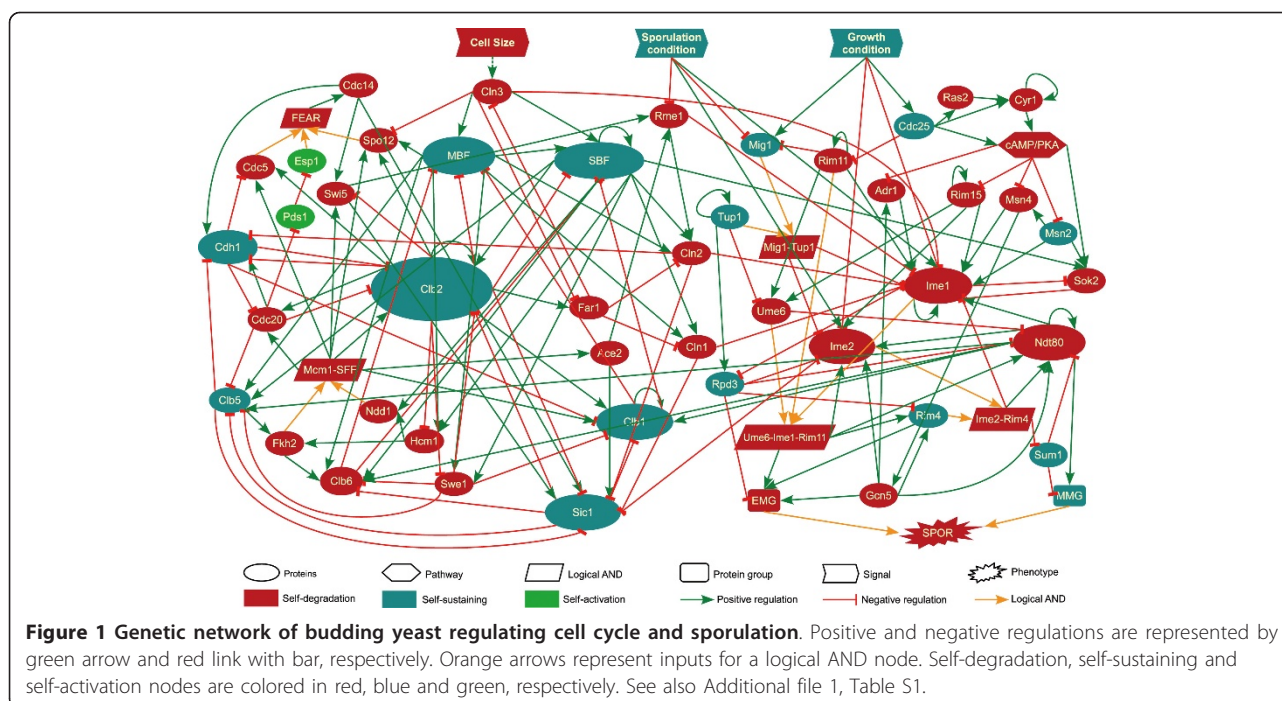 Cell Size
Sporulation
condition
Growth
condition
Cdc14
Cln3
Ras2
Cyr1
FEAR
Rme1
Cdc25
Spo12
Mig1
Rim11
cAMP/PKA
Esp1
MBF
SBF
Cdc5
Swi5
Adr1
Rim15
Msn4
Pds1
Tup1
Msn2
Cdh1
Mig1-Tup1
Cln2
Clb2
Ime1
Sok2
Cdc20
Far1
Ume6
Ime2
Ndt80
Ace2
Cln1
Mcm1-SFF
Rpd3
Clb5
Ndd1
Clb1
Rim4
Ime2-Rim4
Fkh2
Hcm1
Ume6-Ime1-Rim11
Sum1
Clb6
Swe1
EMG
Gcn5
MMG
Sic1
SPOR
Proteins
Pathway
Logical AND
Protein group
Signal
Phenotype
Self-degradation
Self-sustaining
Self-activation
Positive regulation
Negative regulation
Logical AND
Figure 1 Genetic network of budding yeast regulating cell cycle and sporulation. Positive and negative regulations are represented by
green arrow and red link with bar, respectively. Orange arrows represent inputs for a logical AND node. Self-degradation, self-sustaining and
self-activation nodes are colored in red, blue and green, respectively. See also Additional file 1, Table S1.